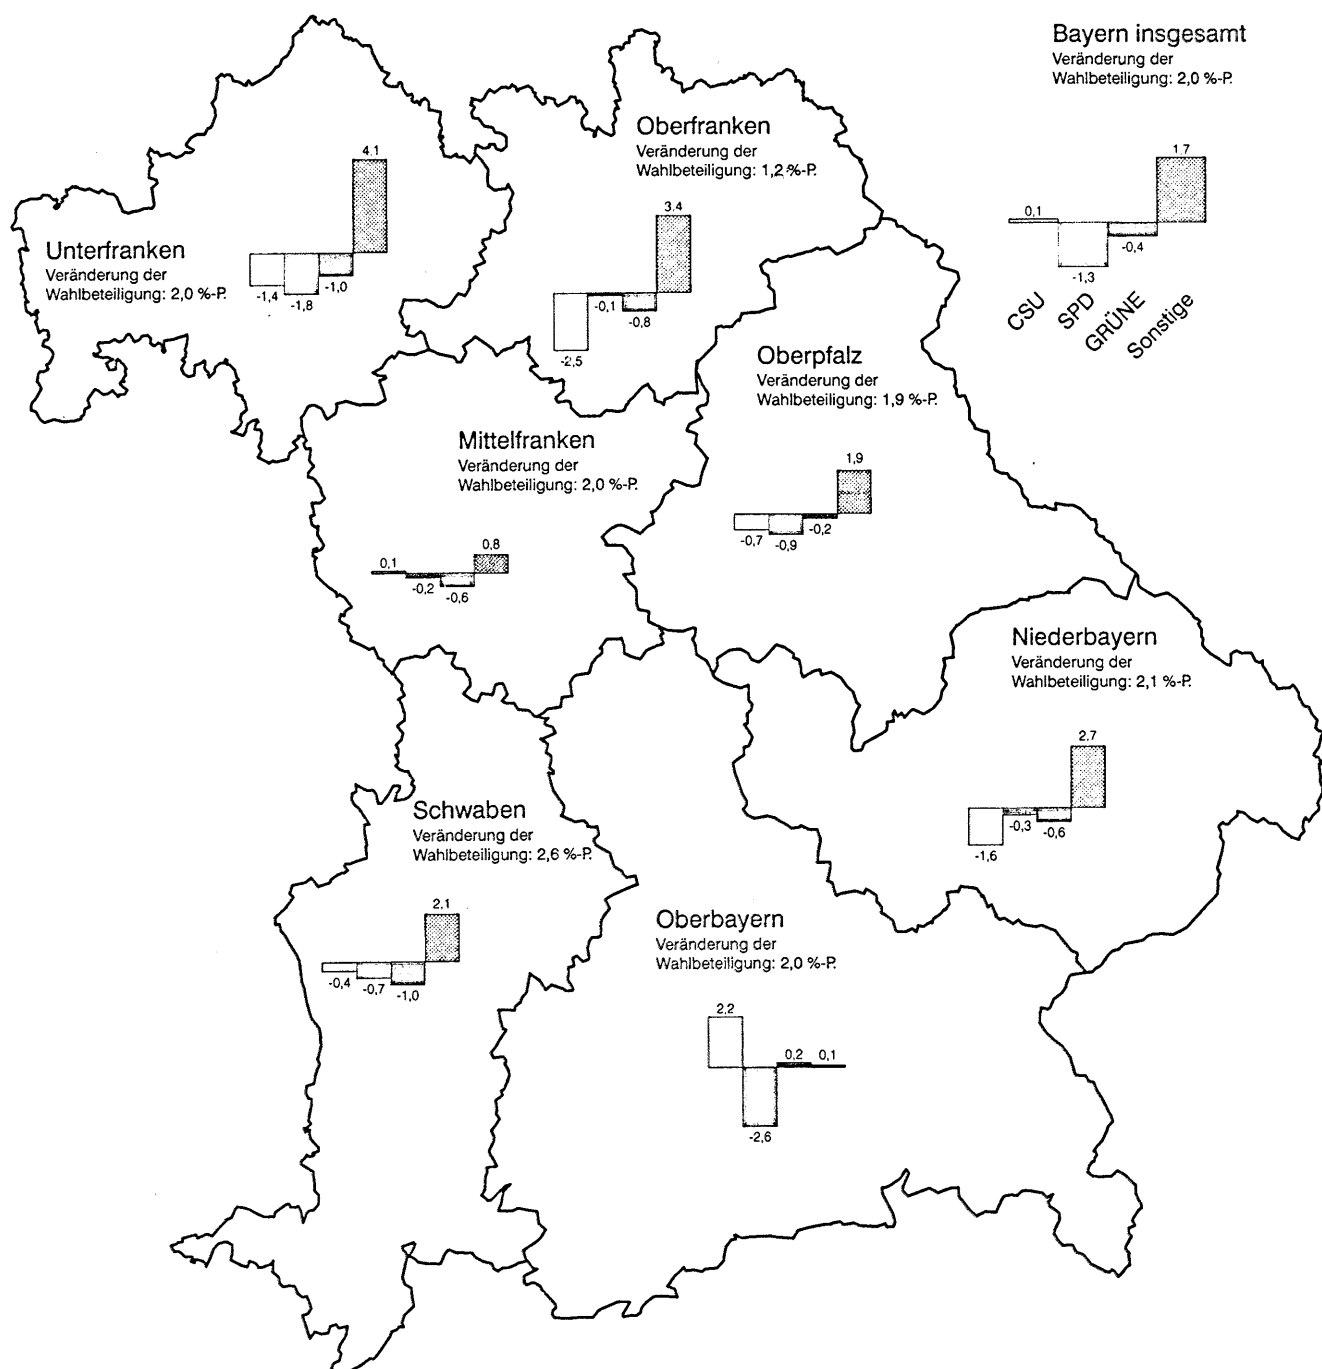 Bayern insgesamt
Veränderung der
Wahlbeteiligung: 2,0 %-P.
1,7
0,1
-0,4
-1,3
CSU
SPD
GRÜNE
Sonstige
Oberfranken
Veränderung der
Wahlbeteiligung: 1,2 %-P.
3.4
-0,1
-0,8
-2,5
4.1
Unterfranken
Veränderung der
Wahlbeteiligung: 2,0 %-P.
-1,4
-1,8
-1,0
Oberpfalz
Veränderung der
Wahlbeteiligung: 1,9 %-P.
1,9
-0,7
-0,9
-0,2
Mittelfranken
Veränderung der
Wahlbeteiligung: 2,0 %-P.
0,1
-0,2
-0,6
0,8
Niederbayern
Veränderung der
Wahlbeteiligung: 2,1 %-P.
2.7
-0,3
-0,6
-1,6
Schwaben
Veränderung der
Wahlbeteiligung: 2,6 %-P.
2.1
-0,4
-0,7
-1,0
Oberbayern
Veränderung der
Wahlbeteiligung: 2,0 %-P.
2,2
0,2
0,1
-2,6